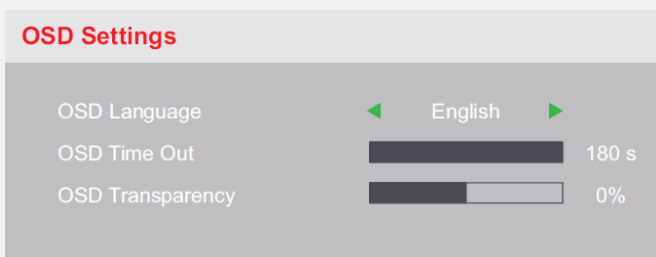 OSD Settings
OSD Language English
OSD Time Out 180 s
OSD Transparency 0%